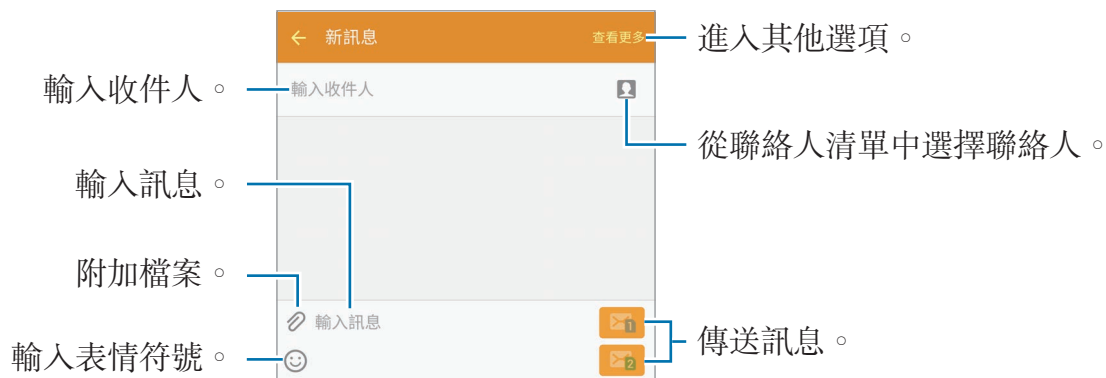 新訊息
查看更多
進入其他選項。
輸入收件人。
輸入收件人
從聯絡人清單中選擇聯絡人。
輸入訊息。
附加檔案。
輸入訊息
1
傳送訊息。
輸入表情符號。
2